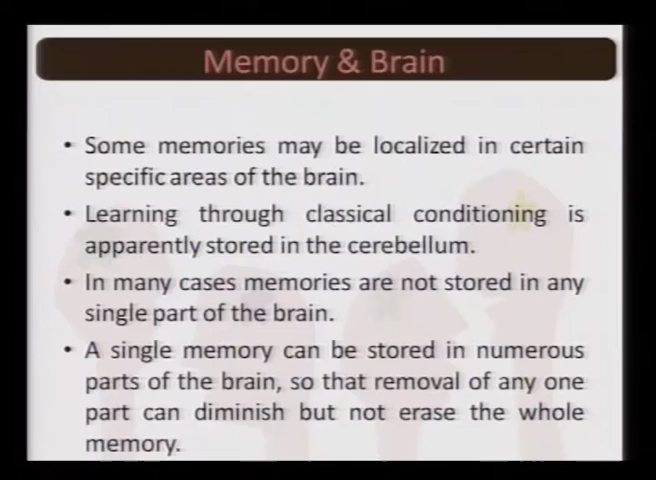 Memory & Brain
• Some memories may be localized in certain
specific areas of the brain.
• Learning through classical conditioning is
apparently stored in the cerebellum.
• In many cases memories are not stored in any
single part of the brain.
• A single memory can be stored in numerous
parts of the brain, so that removal of any one
part can diminish but not erase the whole
memory.